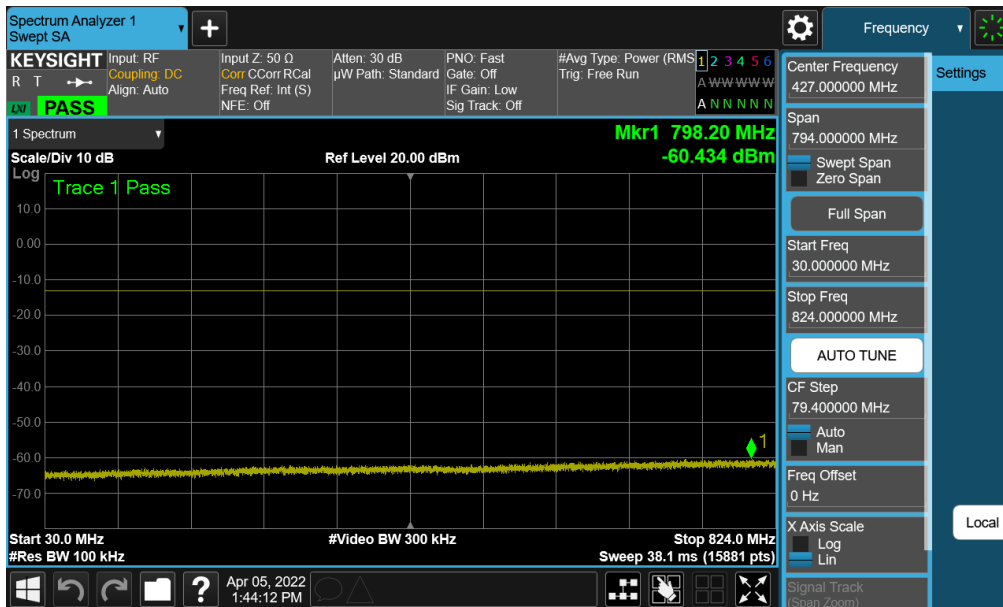 Spectrum Analyzer 1
Swept SA
Frequency
KEYSIGHT
R T
LXI PASS
Input: RF
Coupling: DC
Align: Auto
Input Z: 50 Ω
Corr CCorr RCal
Freq Ref: Int (S)
NFE: Off
Atten: 30 dB
µW Path: Standard
PNO: Fast
Gate: Off
IF Gain: Low
Sig Track: Off
#Avg Type: Power (RMS
Trig: Free Run
1 2 3 4 5 6
A W W W W W
A N N N N N
1 Spectrum
Scale/Div 10 dB
Ref Level 20.00 dBm
Mkr1 798.20 MHz
-60.434 dBm
Log
Trace 1 Pass
10.0
0.00
-10.0
-20.0
-30.0
-40.0
-50.0
-60.0
-70.0
1
Start 30.0 MHz
#Video BW 300 kHz
Stop 824.0 MHz
#Res BW 100 kHz
Sweep 38.1 ms (15881 pts)
Center Frequency
427.000000 MHz
Span
794.000000 MHz
Swept Span
Zero Span
Full Span
Start Freq
30.000000 MHz
Stop Freq
824.000000 MHz
AUTO TUNE
CF Step
79.400000 MHz
Auto
Man
Freq Offset
0 Hz
X Axis Scale
Log
Lin
Signal Track
(Span Zoom)
Settings
Local
?
Apr 05, 2022
1:44:12 PM